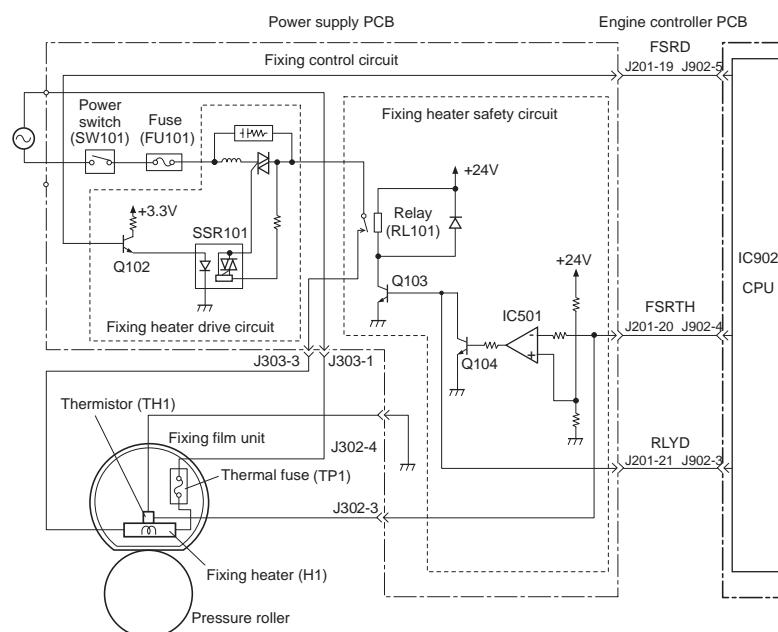 Power supply PCB
Engine controller PCB
FSRD
Fixing control circuit
J201-19 J902-5
Power
switch
(SW101)
Fuse
(FU101)
Fixing heater safety circuit
+24V
+3.3V
SSR101
Relay
(RL101)
Q102
Q103
+24V
IC902
CPU
IC501
FSRTH
J201-20 J902-4
Fixing heater drive circuit
-
+
Q104
J303-3
J303-1
Thermistor (TH1)
Fixing film unit
J302-4
RLYD
J201-21 J902-3
Thermal fuse (TP1)
J302-3
Fixing heater (H1)
Pressure roller